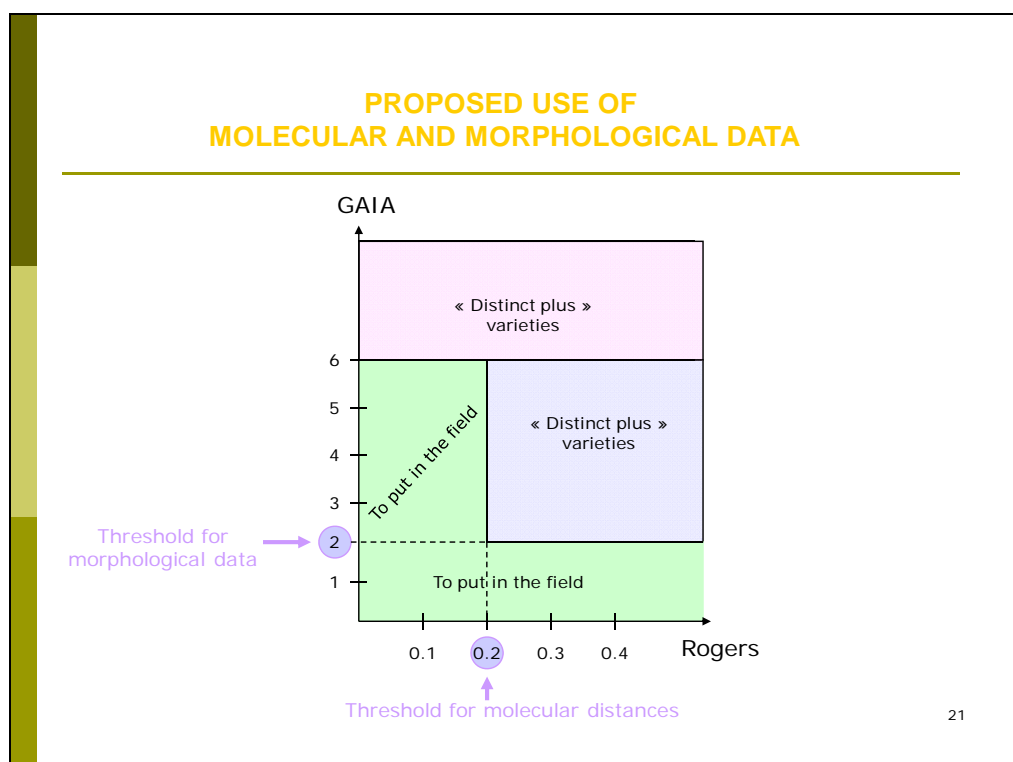 PROPOSED USE OF
MOLECULAR AND MORPHOLOGICAL DATA
GAIA
« Distinct plus »
varieties
6
5
4
3
2
1
« Distinct plus »
varieties
To put in the field
Threshold for
morphological data
To put in the field
0.1 0.2 0.3 0.4 Rogers
Threshold for molecular distances
21